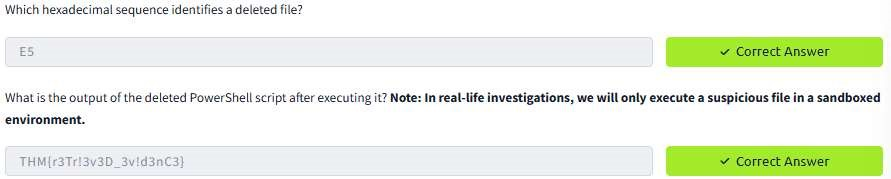 Which hexadecimal sequence identifies a deleted file?
E5
✓ Correct Answer
What is the output of the deleted PowerShell script after executing it? Note: In real-life investigations, we will only execute a suspicious file in a sandboxed
environment.
THM{r3Tr!3v3D_3v!d3nC3}
✓ Correct Answer